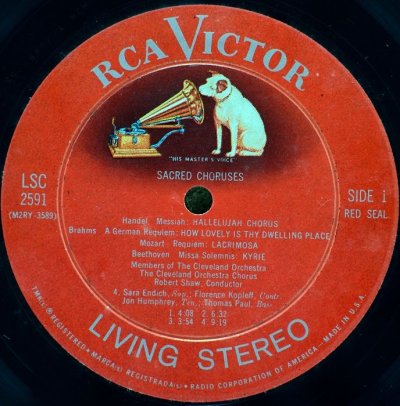 RCA VICTOR
"HIS MASTER'S VOICE"
SACRED CHORUSES
LSC
2591
(M2RY-3589)
SIDE 1
RED SEAL
Handel Messiah: HALLELUJAH CHORUS
Brahms A German Requiem: HOW LOVELY IS THY DWELLING PLACE
Mozart Requiem: LACRIMOSA
Beethoven Missa Solemnis: KYRIE
Members of The Cleveland Orchestra
The Cleveland Orchestra Chorus
Robert Shaw, Conductor
4. Sara Endich, Sop.; Florence Kopleff, Contr.
Jon Humphrey, Ten.; Thomas Paul, Bass
1. 4:08 2. 6:32
3. 3:54 4. 9:19
LIVING STEREO
TMK(s) ® REGISTERED • MARCA(s) REGISTRADA(s) • RADIO CORPORATION OF AMERICA - MADE IN U.S.A.